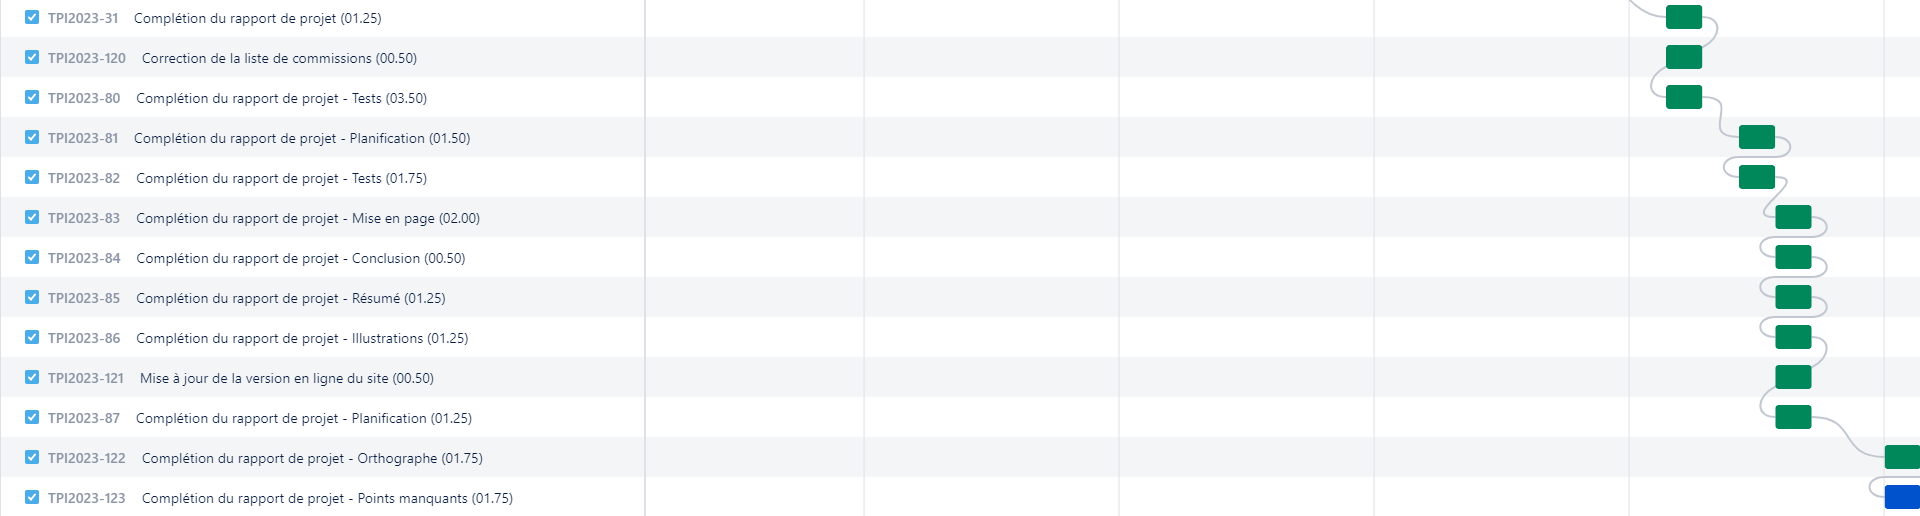 TPI2023-31 Complétion du rapport de projet (01.25)
TPI2023-120 Correction de la liste de commissions (00.50)
TPI2023-80 Complétion du rapport de projet - Tests (03.50)
TPI2023-81 Complétion du rapport de projet - Planification (01.50)
TPI2023-82 Complétion du rapport de projet - Tests (01.75)
TPI2023-83 Complétion du rapport de projet - Mise en page (02.00)
TPI2023-84 Complétion du rapport de projet - Conclusion (00.50)
TPI2023-85 Complétion du rapport de projet - Résumé (01.25)
TPI2023-86 Complétion du rapport de projet - Illustrations (01.25)
TPI2023-121 Mise à jour de la version en ligne du site (00.50)
TPI2023-87 Complétion du rapport de projet - Planification (01.25)
TPI2023-122 Complétion du rapport de projet - Orthographe (01.75)
TPI2023-123 Complétion du rapport de projet - Points manquants (01.75)